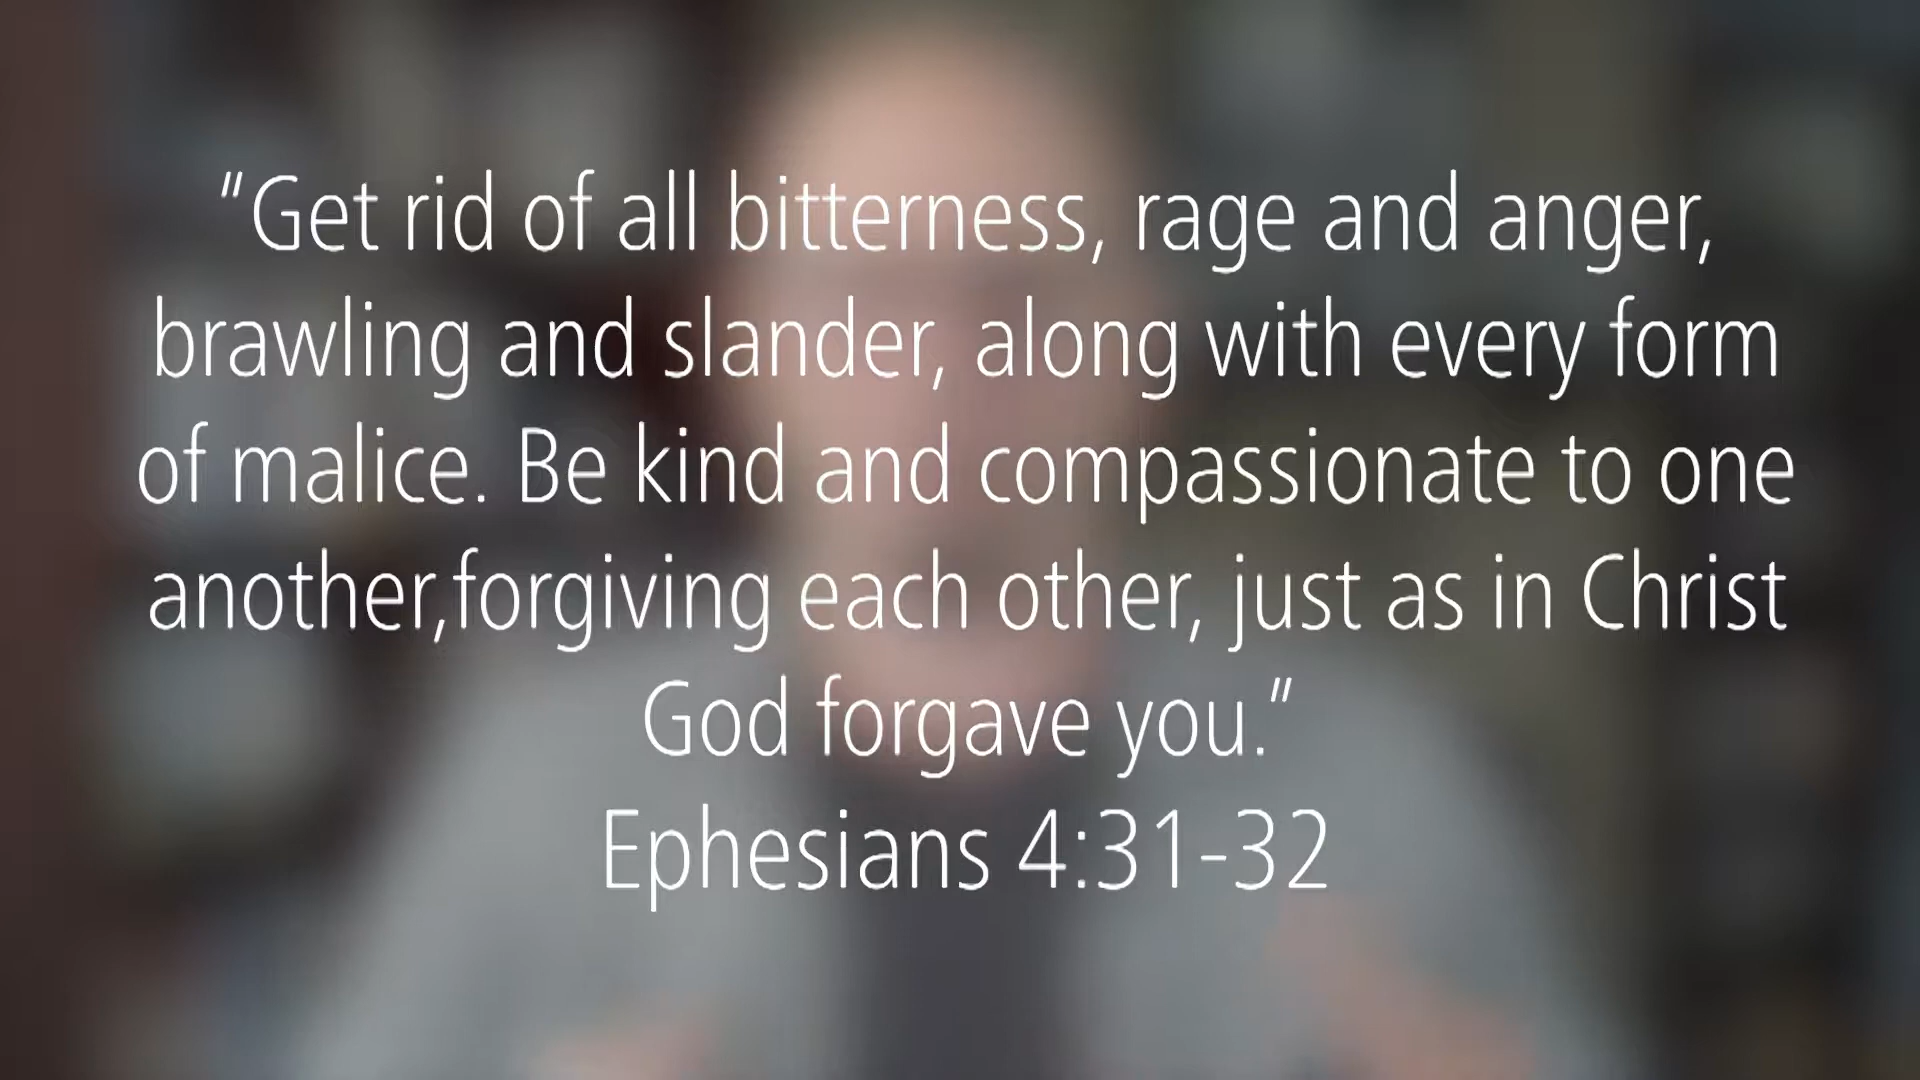 "Get rid of all bitterness, rage and anger,
brawling and slander, along with every form
of malice. Be kind and compassionate to one
another,forgiving each other, just as in Christ
God forgave you."
Ephesians 4:31-32